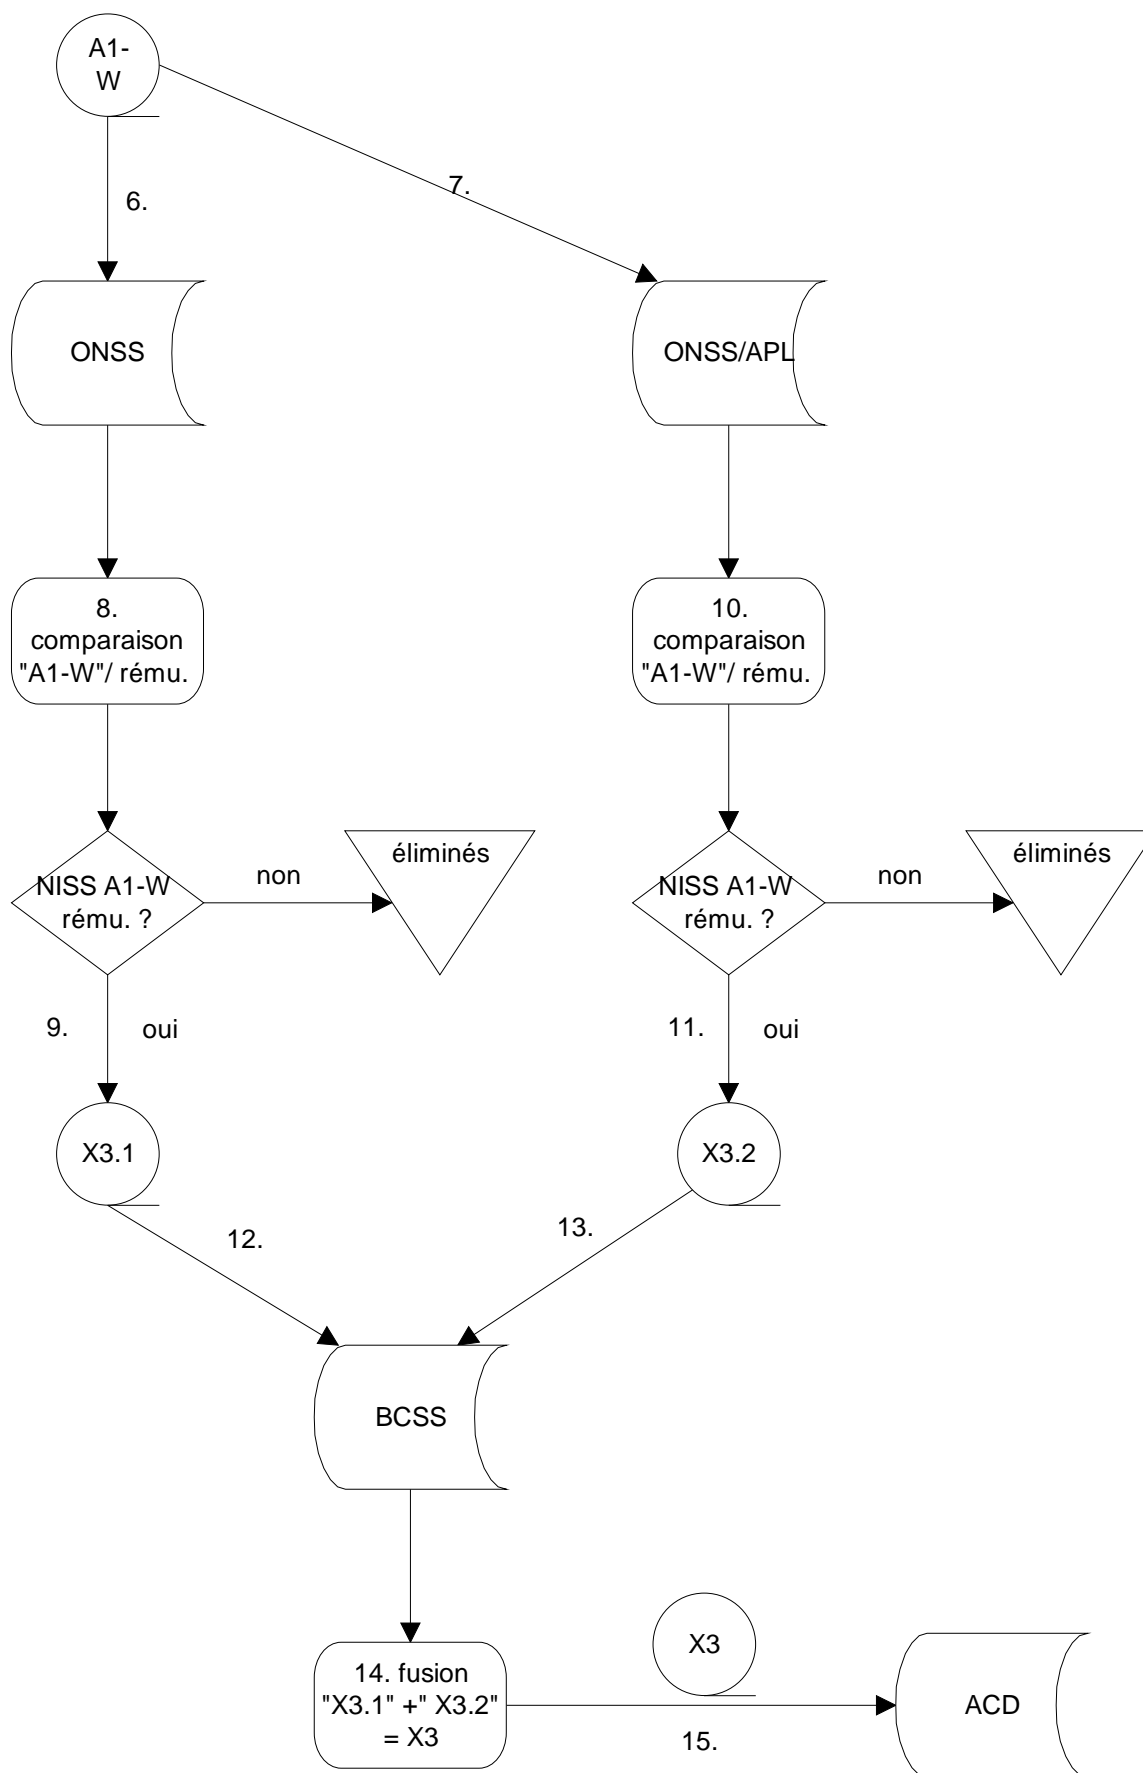 A1-
W
6.
7.
ONSS
ONSS/APL
8.
comparaison
"A1-W"/ rému.
10.
comparaison
"A1-W"/ rému.
NISS A1-W
rému. ?
non
éliminés
NISS A1-W
rému. ?
non
éliminés
9.
oui
11.
oui
X3.1
X3.2
12.
13.
BCSS
14. fusion
"X3.1" +" X3.2"
= X3
X3
15.
ACD